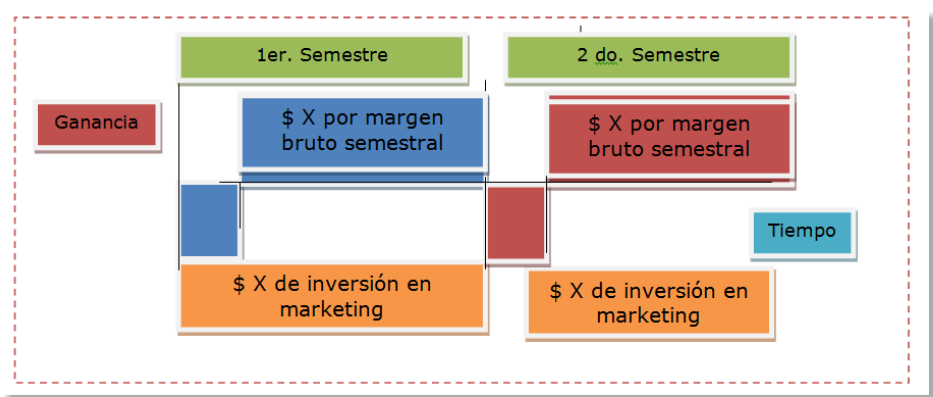 1er. Semestre
2 do. Semestre
Ganancia
$ X por margen
bruto semestral
$ X por margen
bruto semestral
Tiempo
$ X de inversión en
marketing
$ X de inversión en
marketing